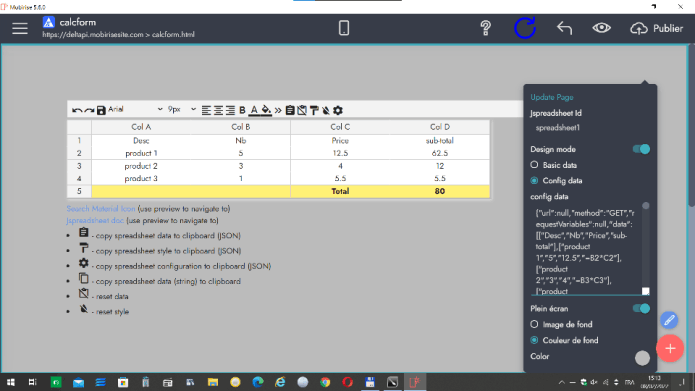 Mobirise 5.6.0
calcform
https://deltapi.mobirisesite.com > calcform.html
Publier
Arial 9px B A
Col A Col B Col C Col D
1 Desc Nb Price sub-total
2 product 1 5 12.5 62.5
3 product 2 3 4 12
4 product 3 1 5.5 5.5
5 Total 80
Search Material Icon (use preview to navigate to)
Jspreadsheet doc (use preview to navigate to)
- copy spreadsheet data to clipboard (JSON)
- copy spreadsheet style to clipboard (JSON)
- copy spreadsheet configuration to clipboard (JSON)
- copy spreadsheet data (string) to clipboard
- reset data
- reset style
Update Page
Jspreadsheet Id
spreadsheet1
Design mode
Basic data
Config data
config data
{"url":null,"method":"GET","r
equestVariables":null,"data":
[["Desc","Nb","Price","sub-
total"],["product
1","5","12.5","=B2*C2"],
["product
2","3","4","=B3*C3"],
["product
Plein écran
Image de fond
Couleur de fond
Color
FRA
15:13